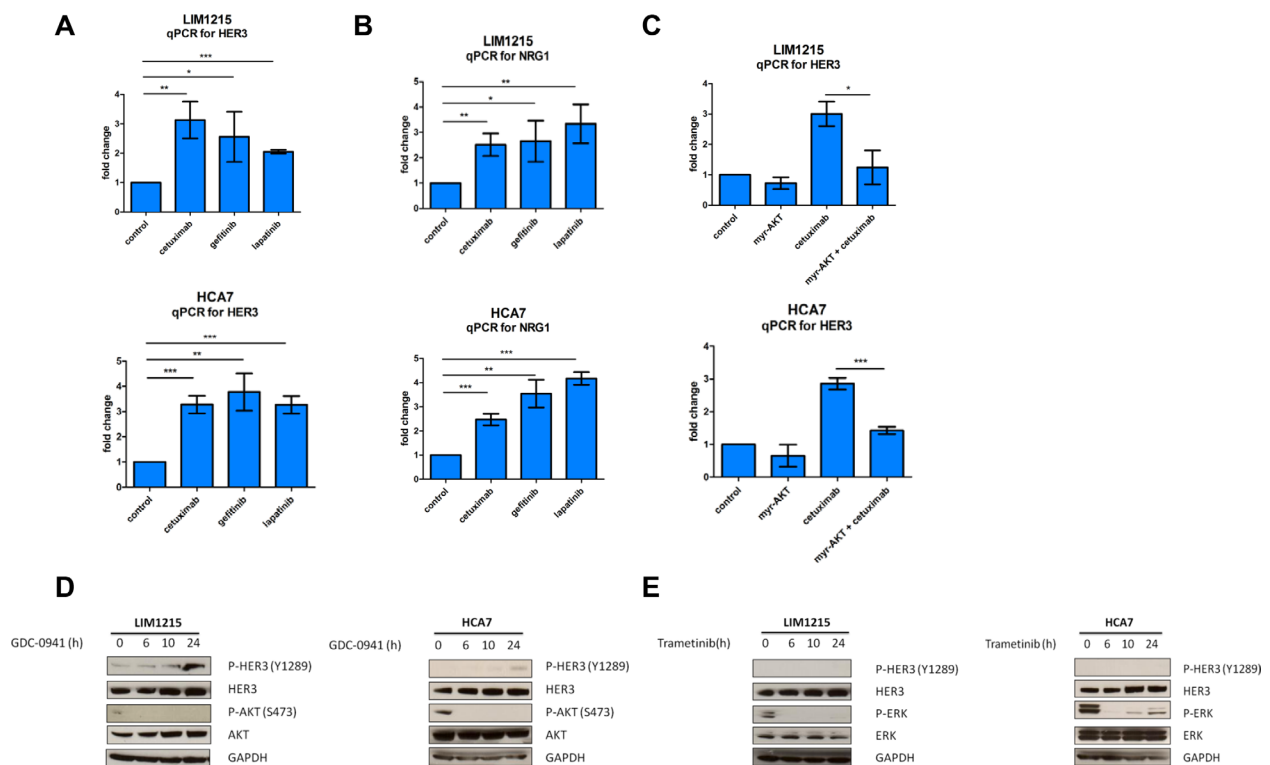 A
LIM1215
qPCR for HER3
***
*
**
fold change
4
3
2
1
0
control
cetuximab
gefitinib
lapatinib
HCA7
qPCR for HER3
***
**
***
fold change
5
4
3
2
1
0
control
cetuximab
gefitinib
lapatinib
B
LIM1215
qPCR for NRG1
**
*
**
fold change
5
4
3
2
1
0
control
cetuximab
gefitinib
lapatinib
HCA7
qPCR for NRG1
***
**
***
fold change
5
4
3
2
1
0
control
cetuximab
gefitinib
lapatinib
C
LIM1215
qPCR for HER3
*
fold change
4
3
2
1
0
control
myr-AKT
cetuximab
myr-AKT + cetuximab
HCA7
qPCR for HER3
***
fold change
4
3
2
1
0
control
myr-AKT
cetuximab
myr-AKT + cetuximab
D
LIM1215
GDC-0941 (h) 0 6 10 24
P-HER3 (Y1289)
HER3
P-AKT (S473)
AKT
GAPDH
HCA7
GDC-0941 (h) 0 6 10 24
P-HER3 (Y1289)
HER3
P-AKT (S473)
AKT
GAPDH
E
LIM1215
Trametinib(h) 0 6 10 24
P-HER3 (Y1289)
HER3
P-ERK
ERK
GAPDH
HCA7
Trametinib (h) 0 6 10 24
P-HER3 (Y1289)
HER3
P-ERK
ERK
GAPDH